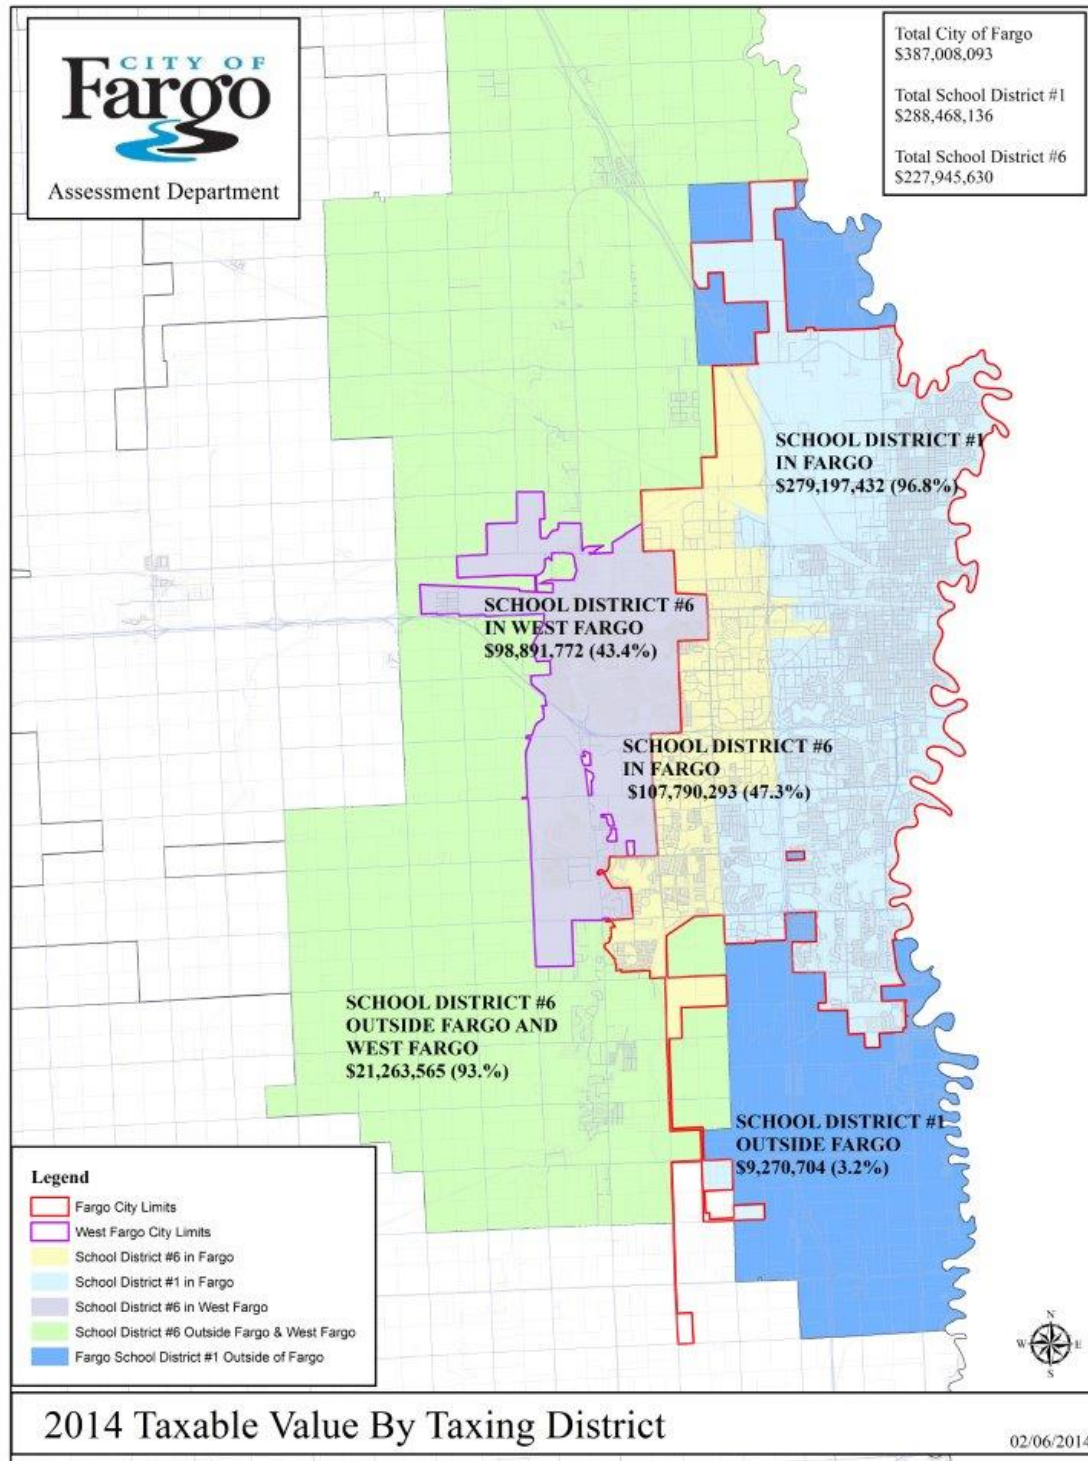 CITY OF
Fargo
Assessment Department
Total City of Fargo
$387,008,093
Total School District #1
$288,468,136
Total School District #6
$227,945,630
SCHOOL DISTRICT #1
IN FARGO
$279,197,432 (96.8%)
SCHOOL DISTRICT #6
IN WEST FARGO
$98,891,772 (43.4%)
SCHOOL DISTRICT #6
IN FARGO
$107,790,293 (47.3%)
SCHOOL DISTRICT #6
OUTSIDE FARGO AND
WEST FARGO
$21,263,565 (93.%)
SCHOOL DISTRICT #1
OUTSIDE FARGO
$9,270,704 (3.2%)
Legend
Fargo City Limits
West Fargo City Limits
School District #6 in Fargo
School District #1 in Fargo
School District #6 in West Fargo
School District #6 Outside Fargo & West Fargo
Fargo School District #1 Outside of Fargo
N
W E
S
2014 Taxable Value By Taxing District
02/06/2014